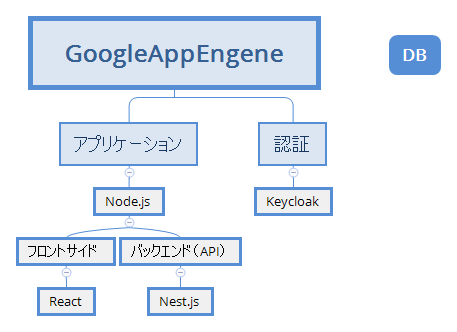 GoogleAppEngene
DB
アプリケーション
認証
Node.js
Keycloak
フロントサイド
バックエンド(API)
React
Nest.js